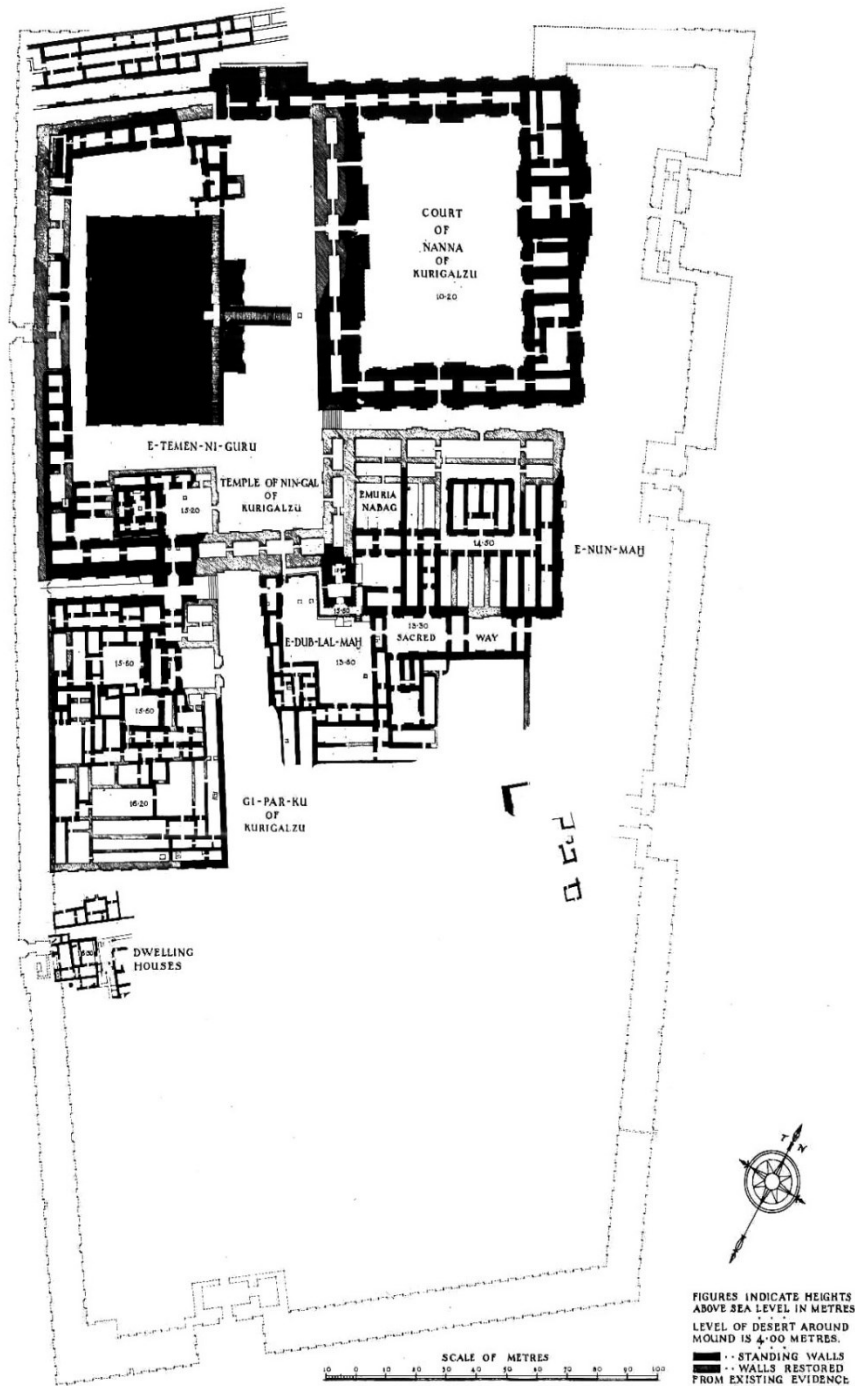 COURT
OF
NANNA
OF
KURIGALZU
10·20
E-TEMEN-NI-GURU
TEMPLE OF NIN-GAL
OF
KURIGALZU
15·20
EMURIA
NABAG
14·50
E-NUN-MAH
13·30
SACRED WAY
E-DUB-LAL-MAH
13·60
15·60
15·60
16·20
GI-PAR-KU
OF
KURIGALZU
DWELLING
HOUSES
T N
FIGURES INDICATE HEIGHTS
ABOVE SEA LEVEL IN METRES
LEVEL OF DESERT AROUND
MOUND IS 4·00 METRES.
·· STANDING WALLS
·· WALLS RESTORED
FROM EXISTING EVIDENCE
SCALE OF METRES
10 0 10 20 30 40 50 60 70 80 90 100